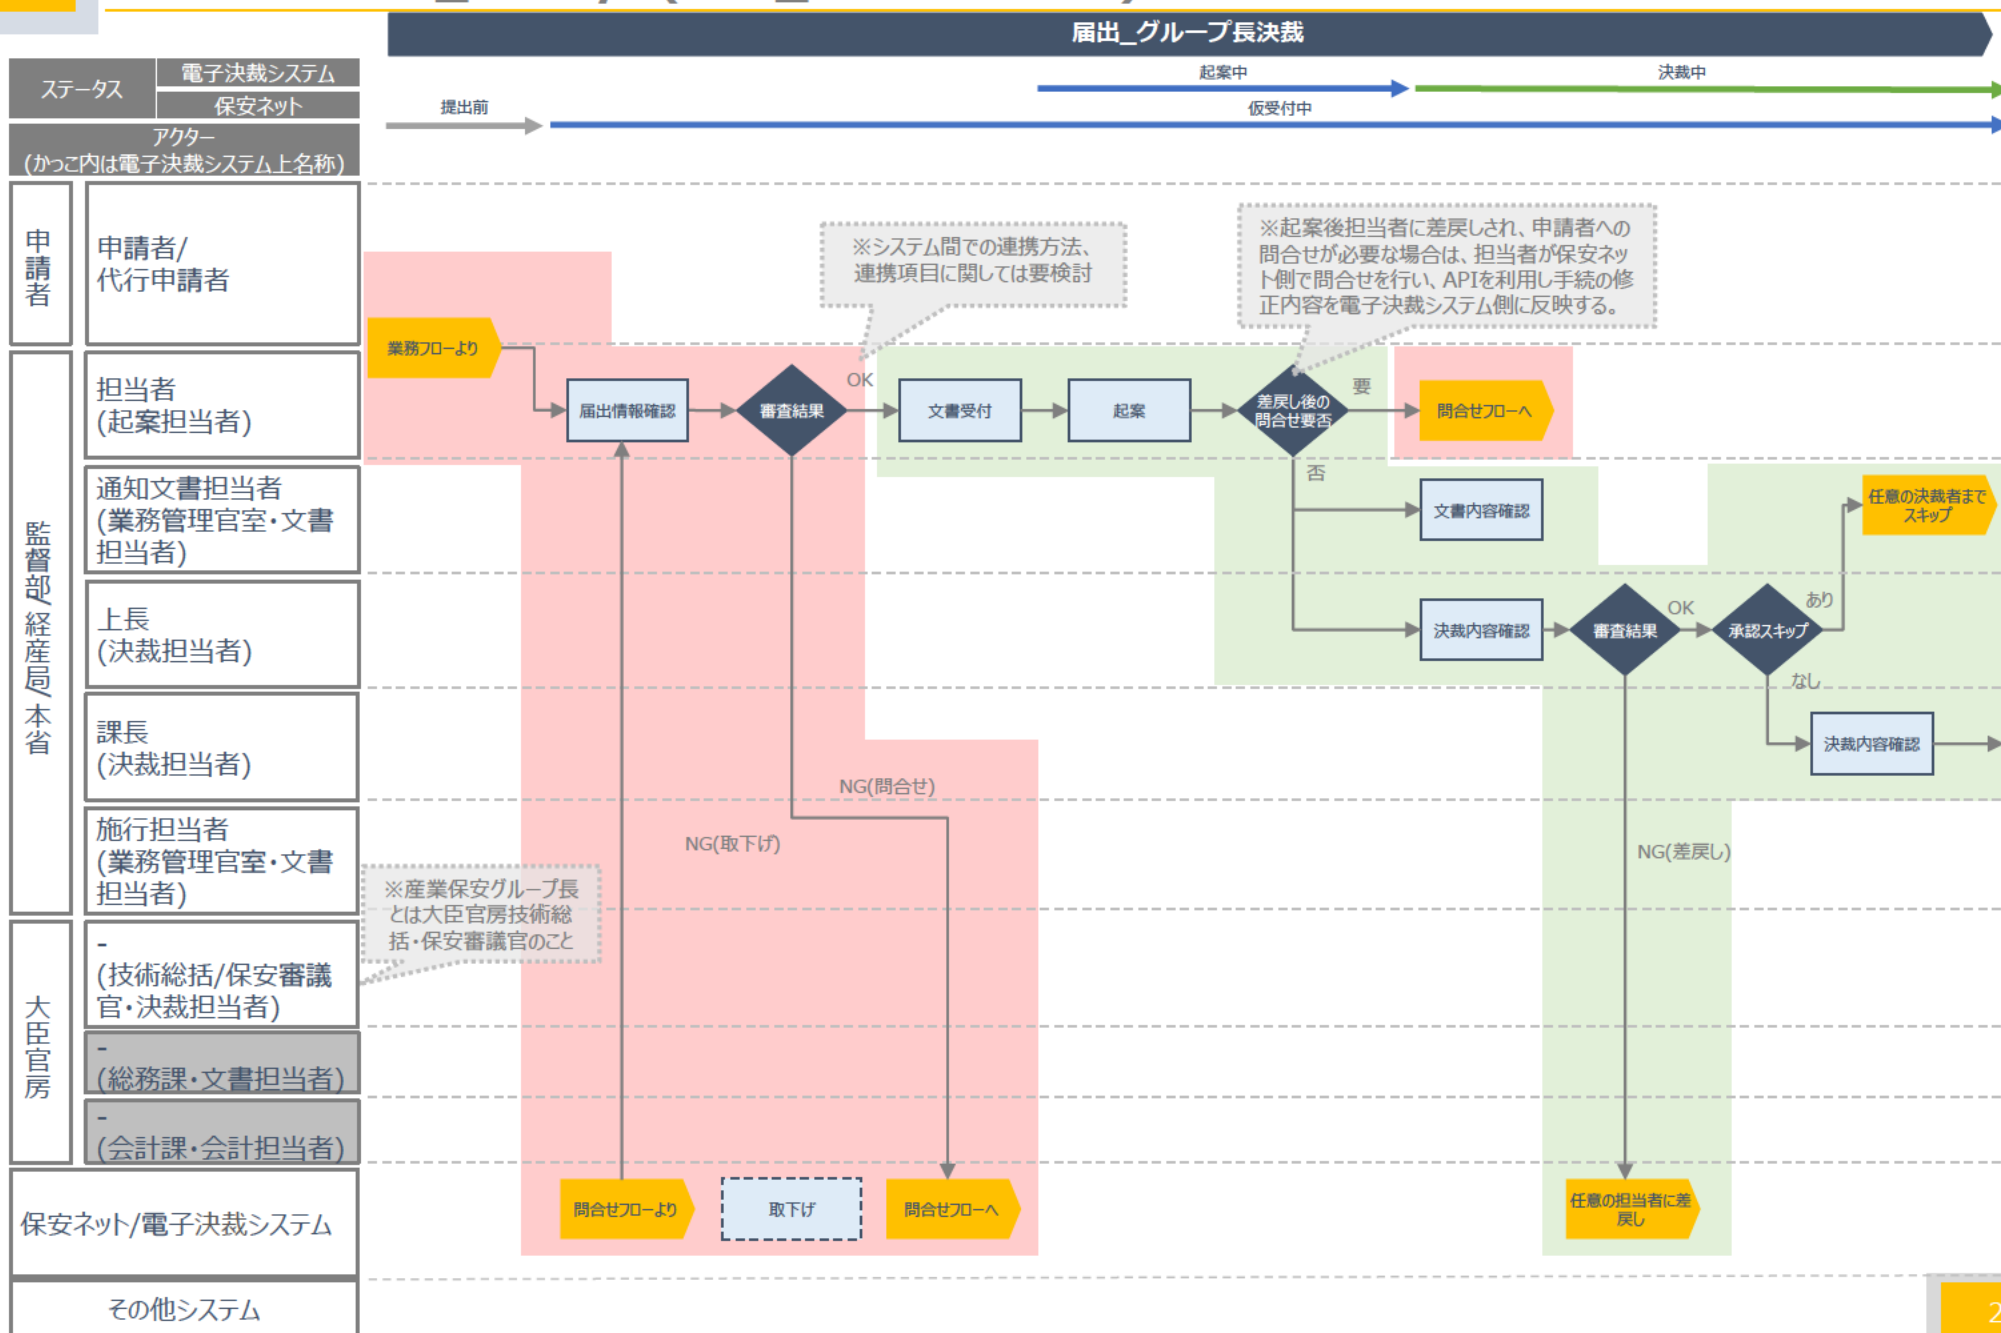 届出_グループ長決裁
ステータス
電子決裁システム
保安ネット
起案中
決裁中
提出前
仮受付中
アクター
(かっこ内は電子決裁システム上名称)
申請者
申請者/
代行申請者
※システム間での連携方法、
連携項目に関しては要検討
※起案後担当者に差戻しされ、申請者への
問合せが必要な場合は、担当者が保安ネッ
ト側で問合せを行い、APIを利用し手続の修
正内容を電子決裁システム側に反映する。
業務フローより
監督部/経産局/本省
担当者
(起案担当者)
届出情報確認
審査結果
OK
文書受付
起案
差戻し後の
問合せ要否
要
問合せフローへ
否
通知文書担当者
(業務管理官室・文書
担当者)
文書内容確認
任意の決裁者まで
スキップ
上長
(決裁担当者)
決裁内容確認
審査結果
OK
承認スキップ
あり
なし
課長
(決裁担当者)
決裁内容確認
NG(問合せ)
NG(取下げ)
NG(差戻し)
施行担当者
(業務管理官室・文書
担当者)
※産業保安グループ長
とは大臣官房技術総
括・保安審議官のこと
大臣官房
-
(技術総括/保安審議
官・決裁担当者)
-
(総務課・文書担当者)
-
(会計課・会計担当者)
保安ネット/電子決裁システム
問合せフローより
取下げ
問合せフローへ
任意の担当者に差
戻し
その他システム
2